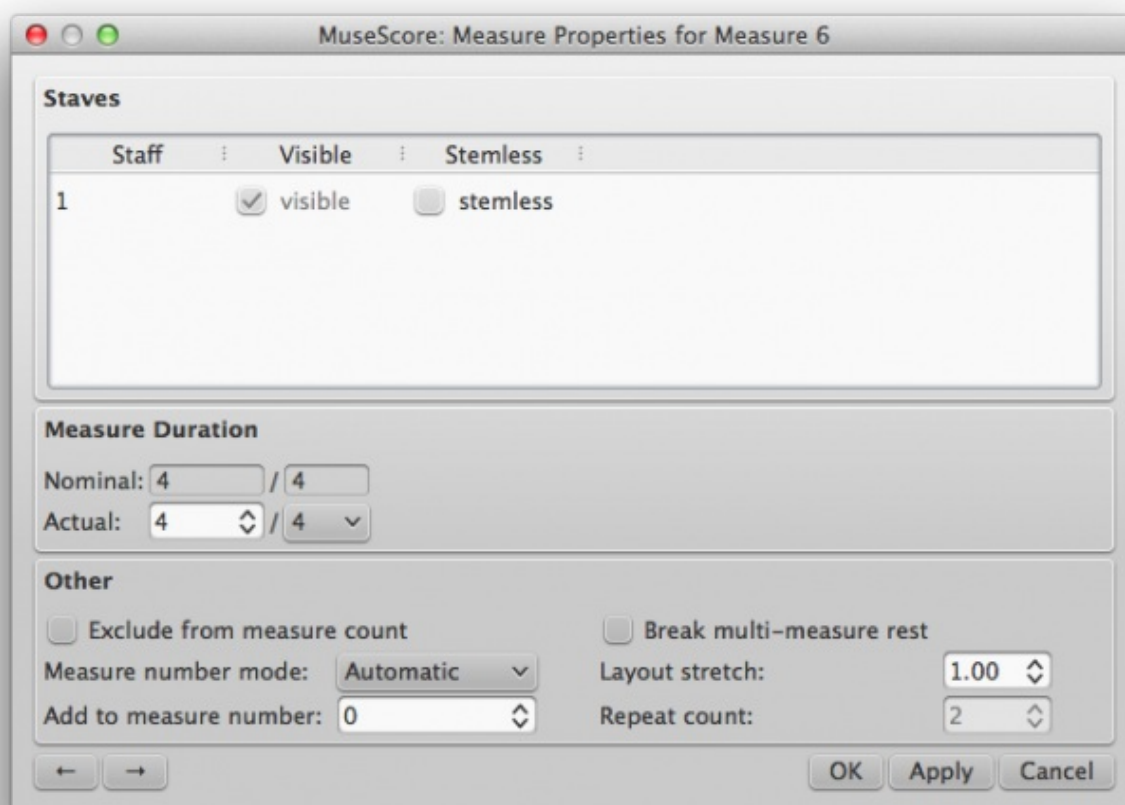 MuseScore: Measure Properties for Measure 6
Staves
Staff Visible Stemless
1 visible stemless
Measure Duration
Nominal: 4 / 4
Actual: 4 / 4
Other
Exclude from measure count Break multi-measure rest
Measure number mode: Automatic Layout stretch: 1.00
Add to measure number: 0 Repeat count: 2
← → OK Apply Cancel